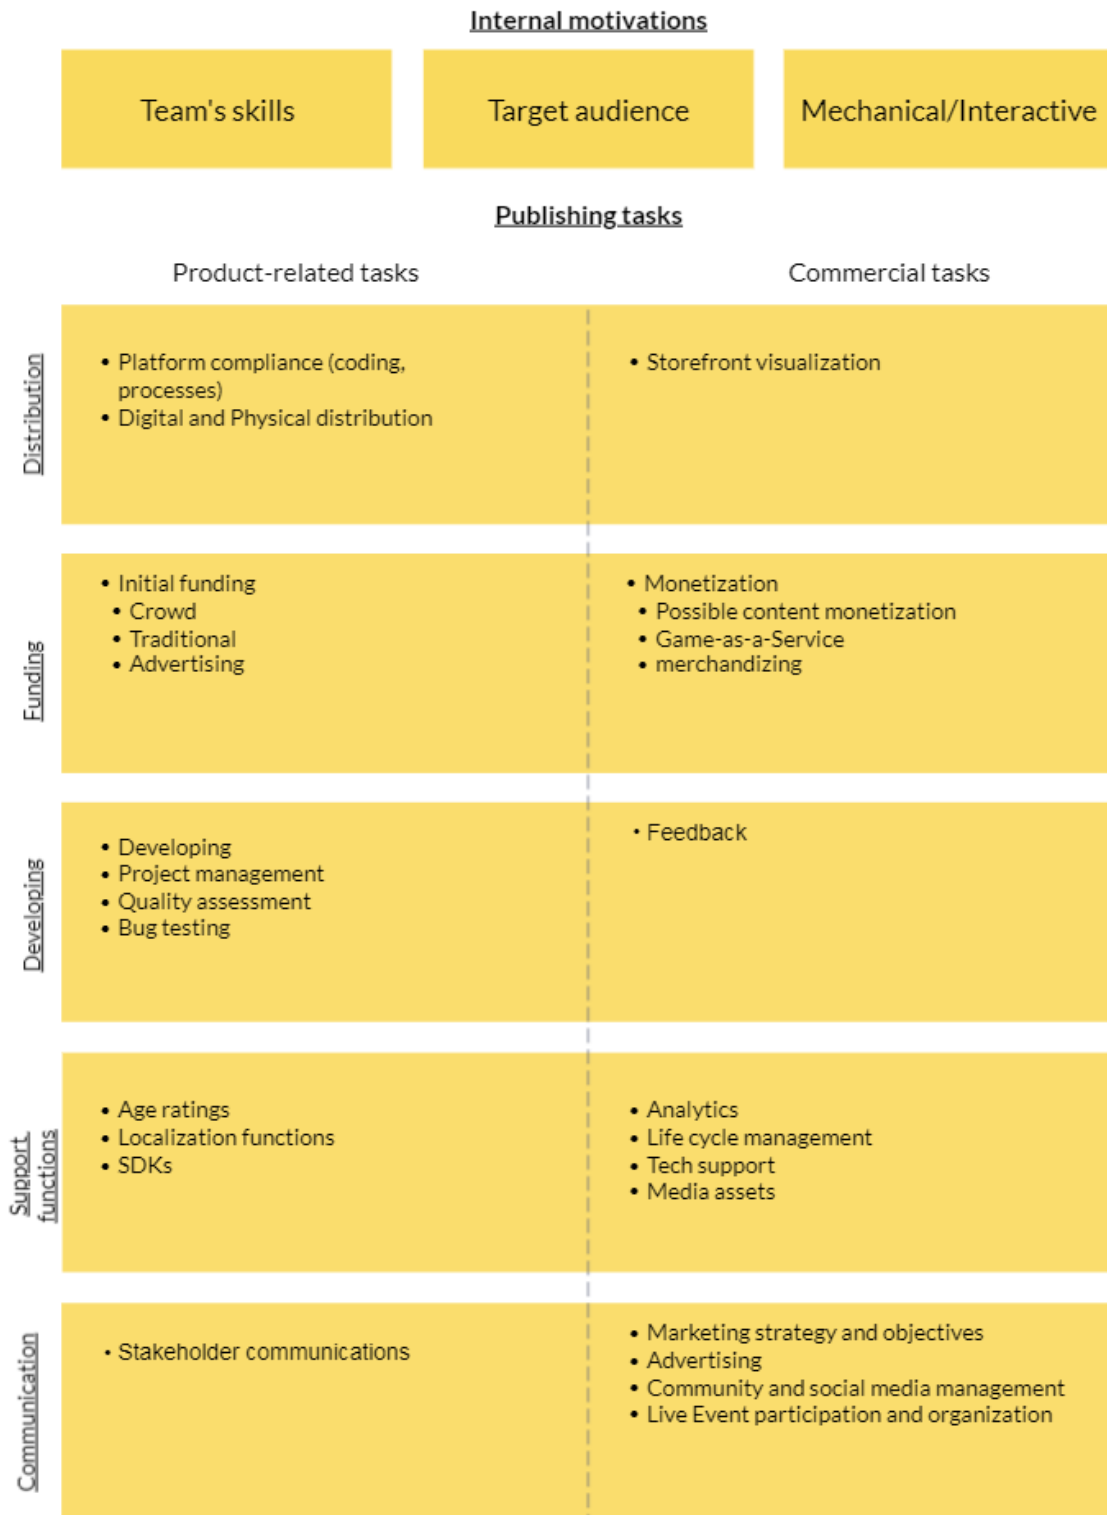 Internal motivations
Team's skills
Target audience
Mechanical/Interactive
Publishing tasks
Product-related tasks
Commercial tasks
Distribution
• Platform compliance (coding,
processes)
• Digital and Physical distribution
• Storefront visualization
Funding
• Initial funding
• Crowd
• Traditional
• Advertising
• Monetization
• Possible content monetization
• Game-as-a-Service
• merchandizing
Developing
• Developing
• Project management
• Quality assessment
• Bug testing
• Feedback
Support
functions
• Age ratings
• Localization functions
• SDKs
• Analytics
• Life cycle management
• Tech support
• Media assets
Communication
• Stakeholder communications
• Marketing strategy and objectives
• Advertising
• Community and social media management
• Live Event participation and organization